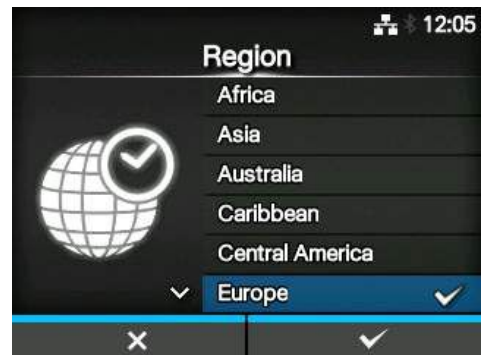 12:05
Region
Africa
Asia
Australia
Caribbean
Central America
Europe